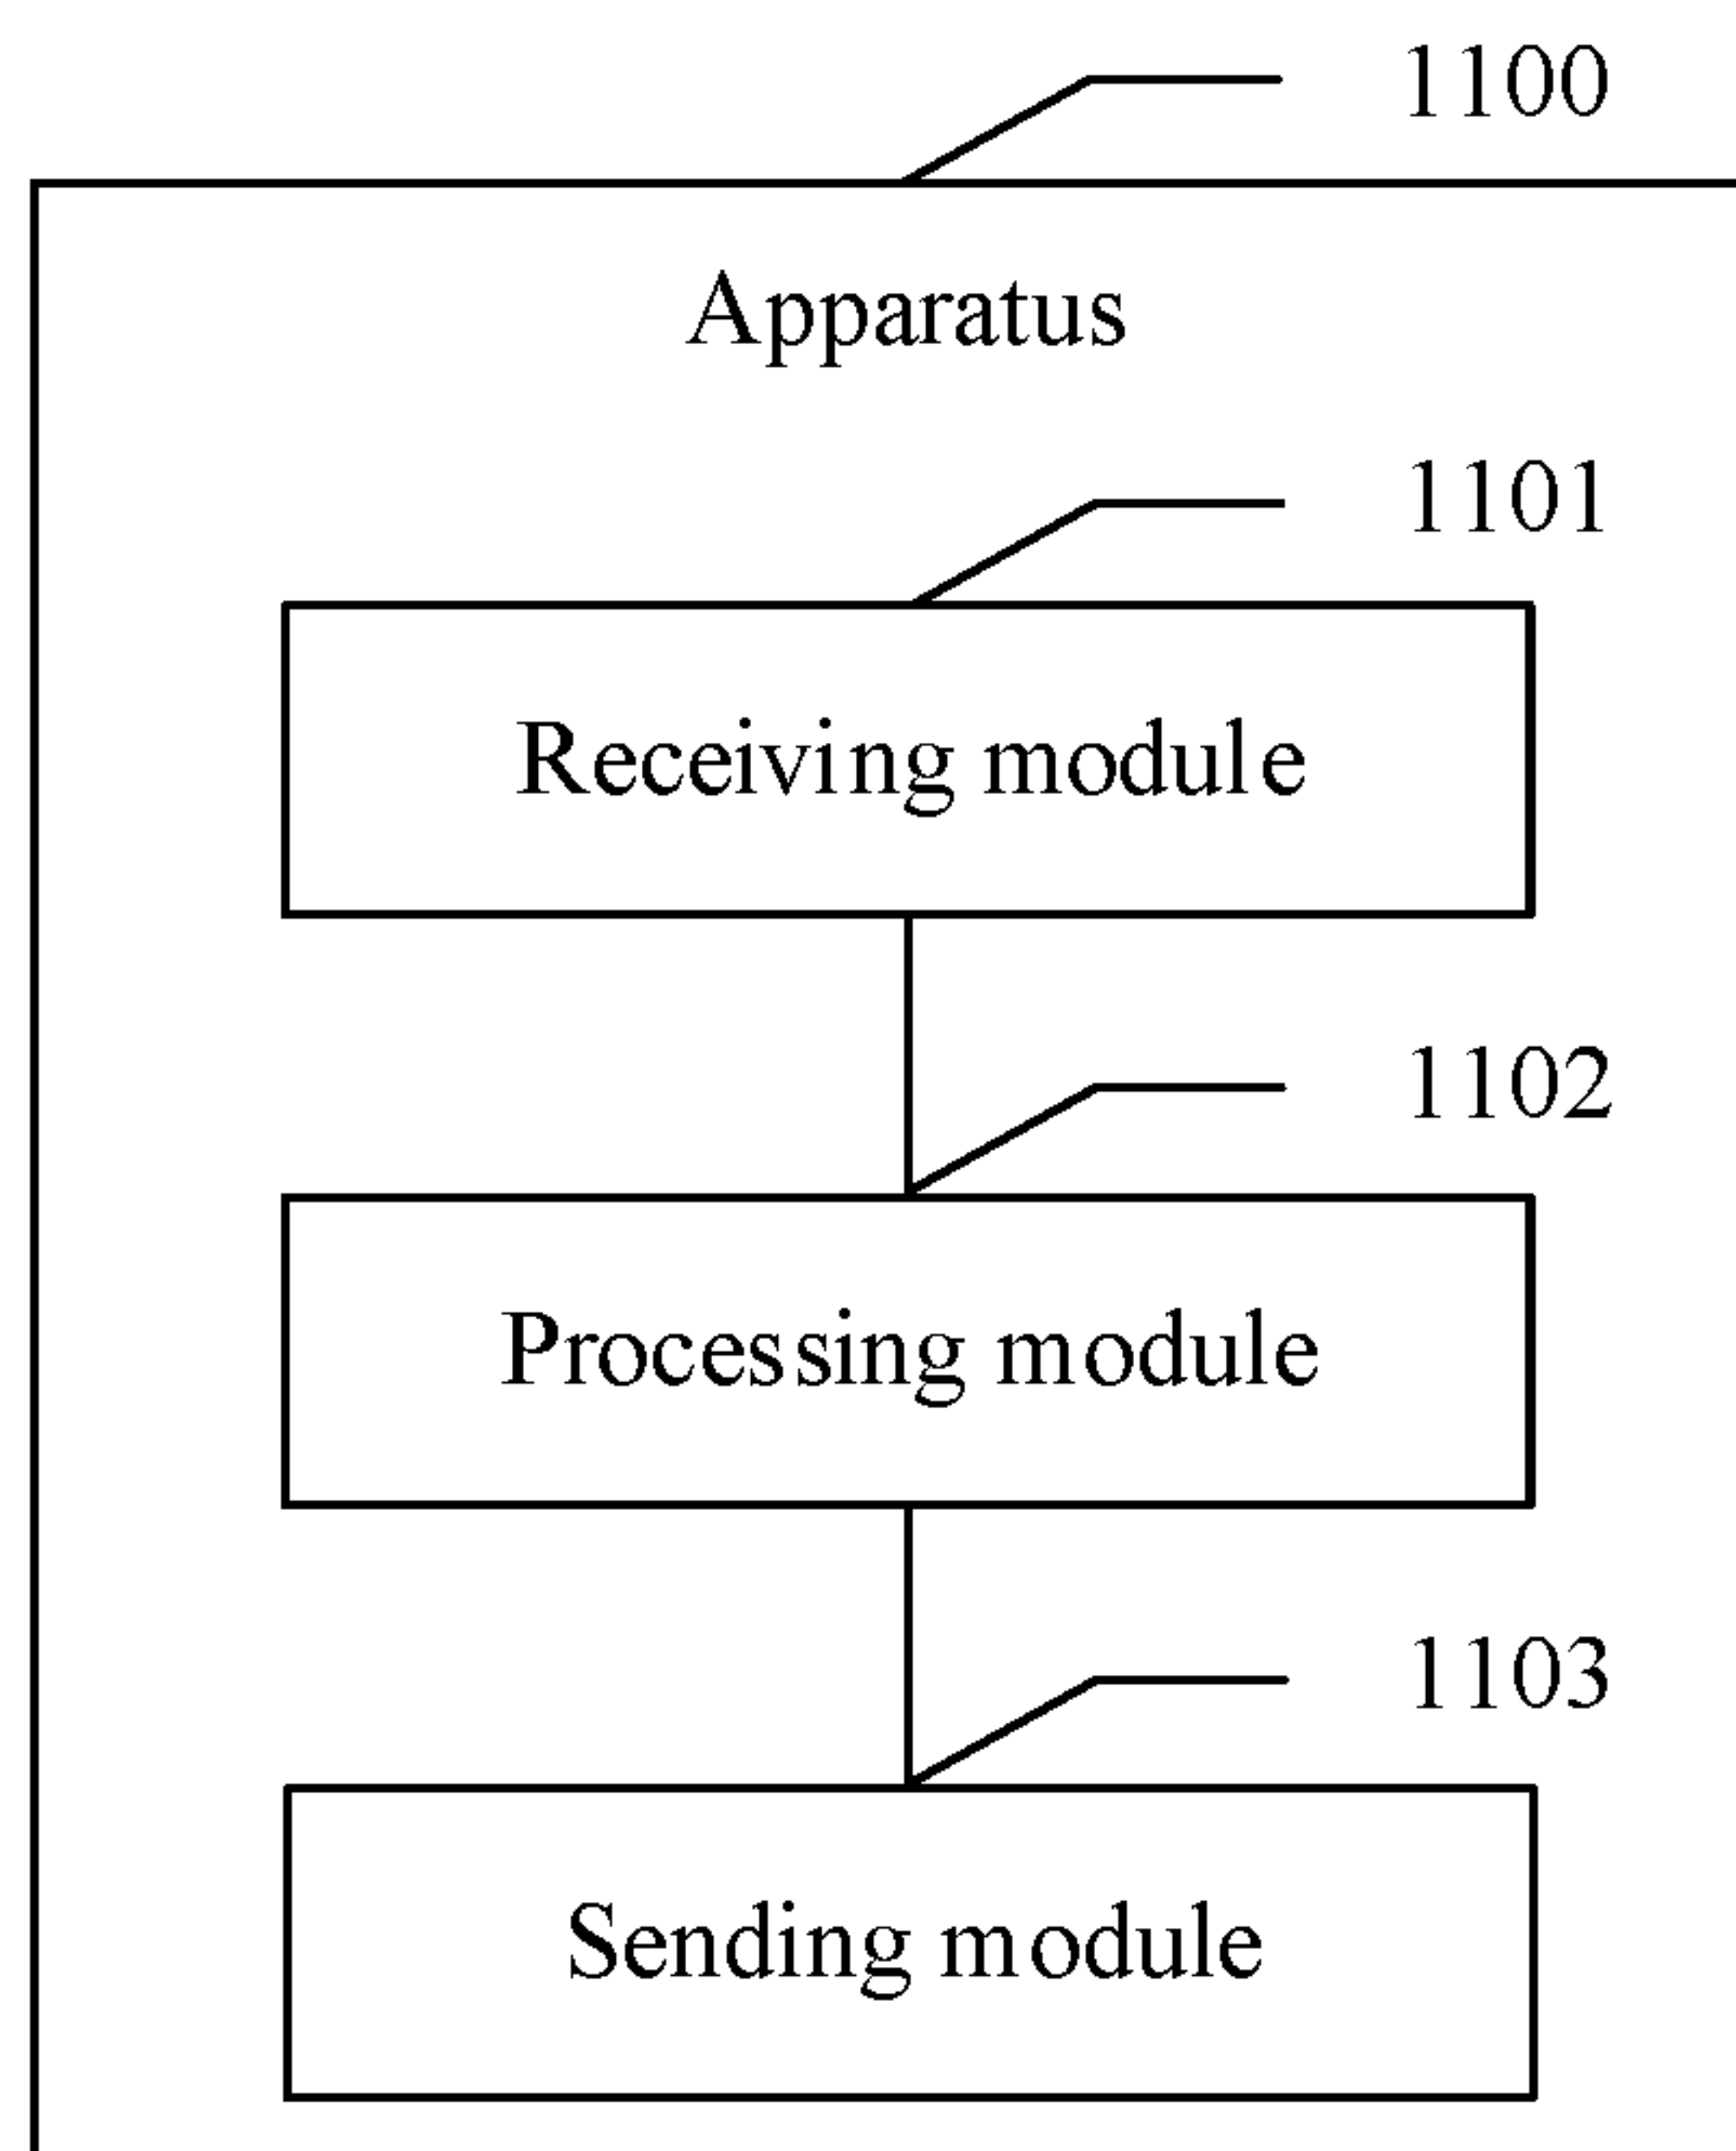 1100
Apparatus
1101
Receiving module
1102
Processing module
1103
Sending module